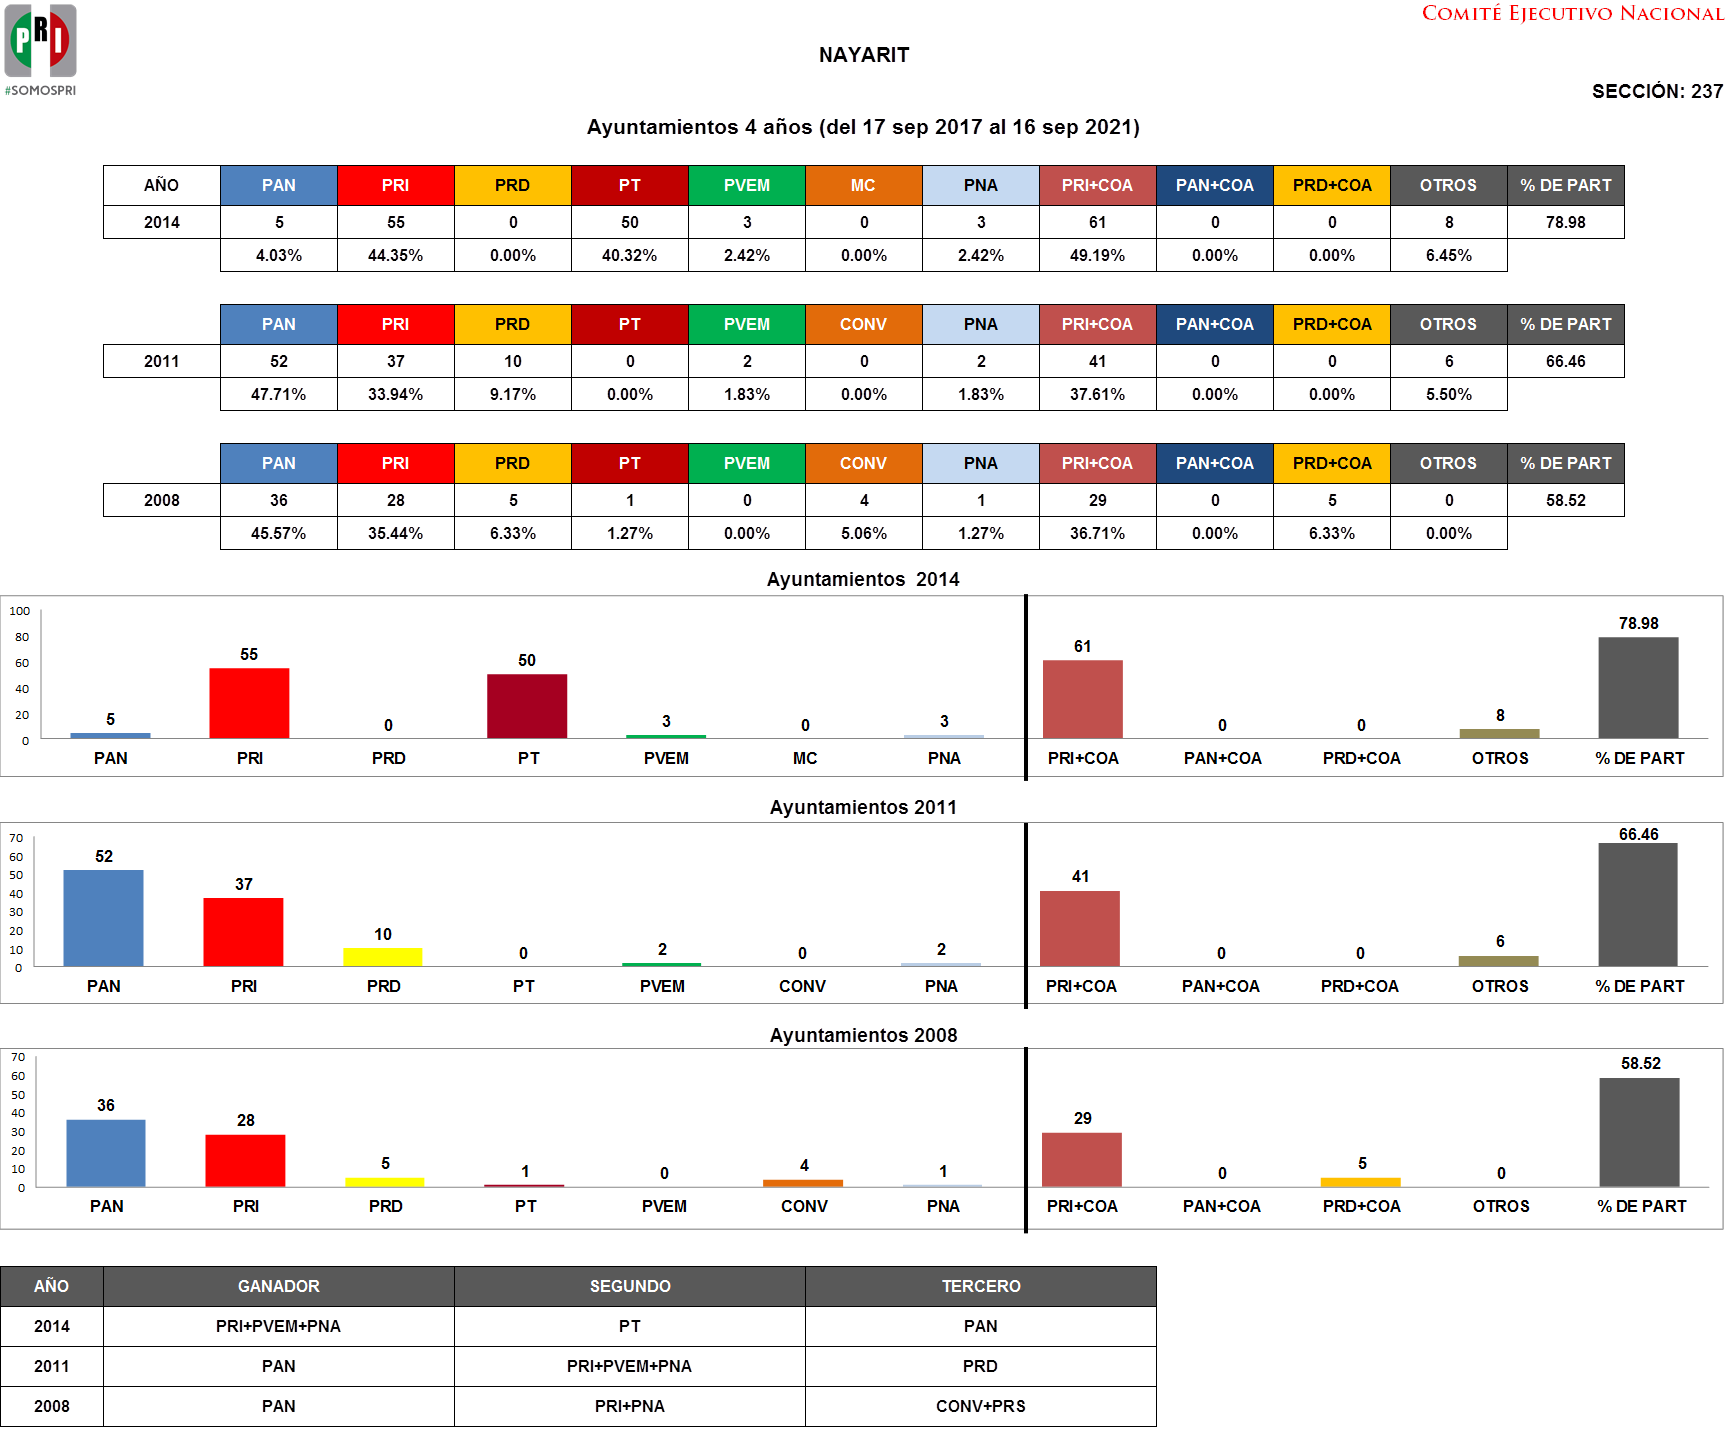 PRI
#SOMOSPRI
COMITÉ EJECUTIVO NACIONAL
NAYARIT
SECCIÓN: 237
Ayuntamientos 4 años (del 17 sep 2017 al 16 sep 2021)
AÑO PAN PRI PRD PT PVEM MC PNA PRI+COA PAN+COA PRD+COA OTROS % DE PART
2014 5 55 0 50 3 0 3 61 0 0 8 78.98
4.03% 44.35% 0.00% 40.32% 2.42% 0.00% 2.42% 49.19% 0.00% 0.00% 6.45%
PAN PRI PRD PT PVEM CONV PNA PRI+COA PAN+COA PRD+COA OTROS % DE PART
2011 52 37 10 0 2 0 2 41 0 0 6 66.46
47.71% 33.94% 9.17% 0.00% 1.83% 0.00% 1.83% 37.61% 0.00% 0.00% 5.50%
PAN PRI PRD PT PVEM CONV PNA PRI+COA PAN+COA PRD+COA OTROS % DE PART
2008 36 28 5 1 0 4 1 29 0 5 0 58.52
45.57% 35.44% 6.33% 1.27% 0.00% 5.06% 1.27% 36.71% 0.00% 6.33% 0.00%
Ayuntamientos 2014
100
80
60
40
20
0
5 55 0 50 3 0 3 61 0 0 8 78.98
PAN PRI PRD PT PVEM MC PNA PRI+COA PAN+COA PRD+COA OTROS % DE PART
Ayuntamientos 2011
70
60
50
40
30
20
10
0
52 37 10 0 2 0 2 41 0 0 6 66.46
PAN PRI PRD PT PVEM CONV PNA PRI+COA PAN+COA PRD+COA OTROS % DE PART
Ayuntamientos 2008
70
60
50
40
30
20
10
0
36 28 5 1 0 4 1 29 0 5 0 58.52
PAN PRI PRD PT PVEM CONV PNA PRI+COA PAN+COA PRD+COA OTROS % DE PART
AÑO GANADOR SEGUNDO TERCERO
2014 PRI+PVEM+PNA PT PAN
2011 PAN PRI+PVEM+PNA PRD
2008 PAN PRI+PNA CONV+PRS